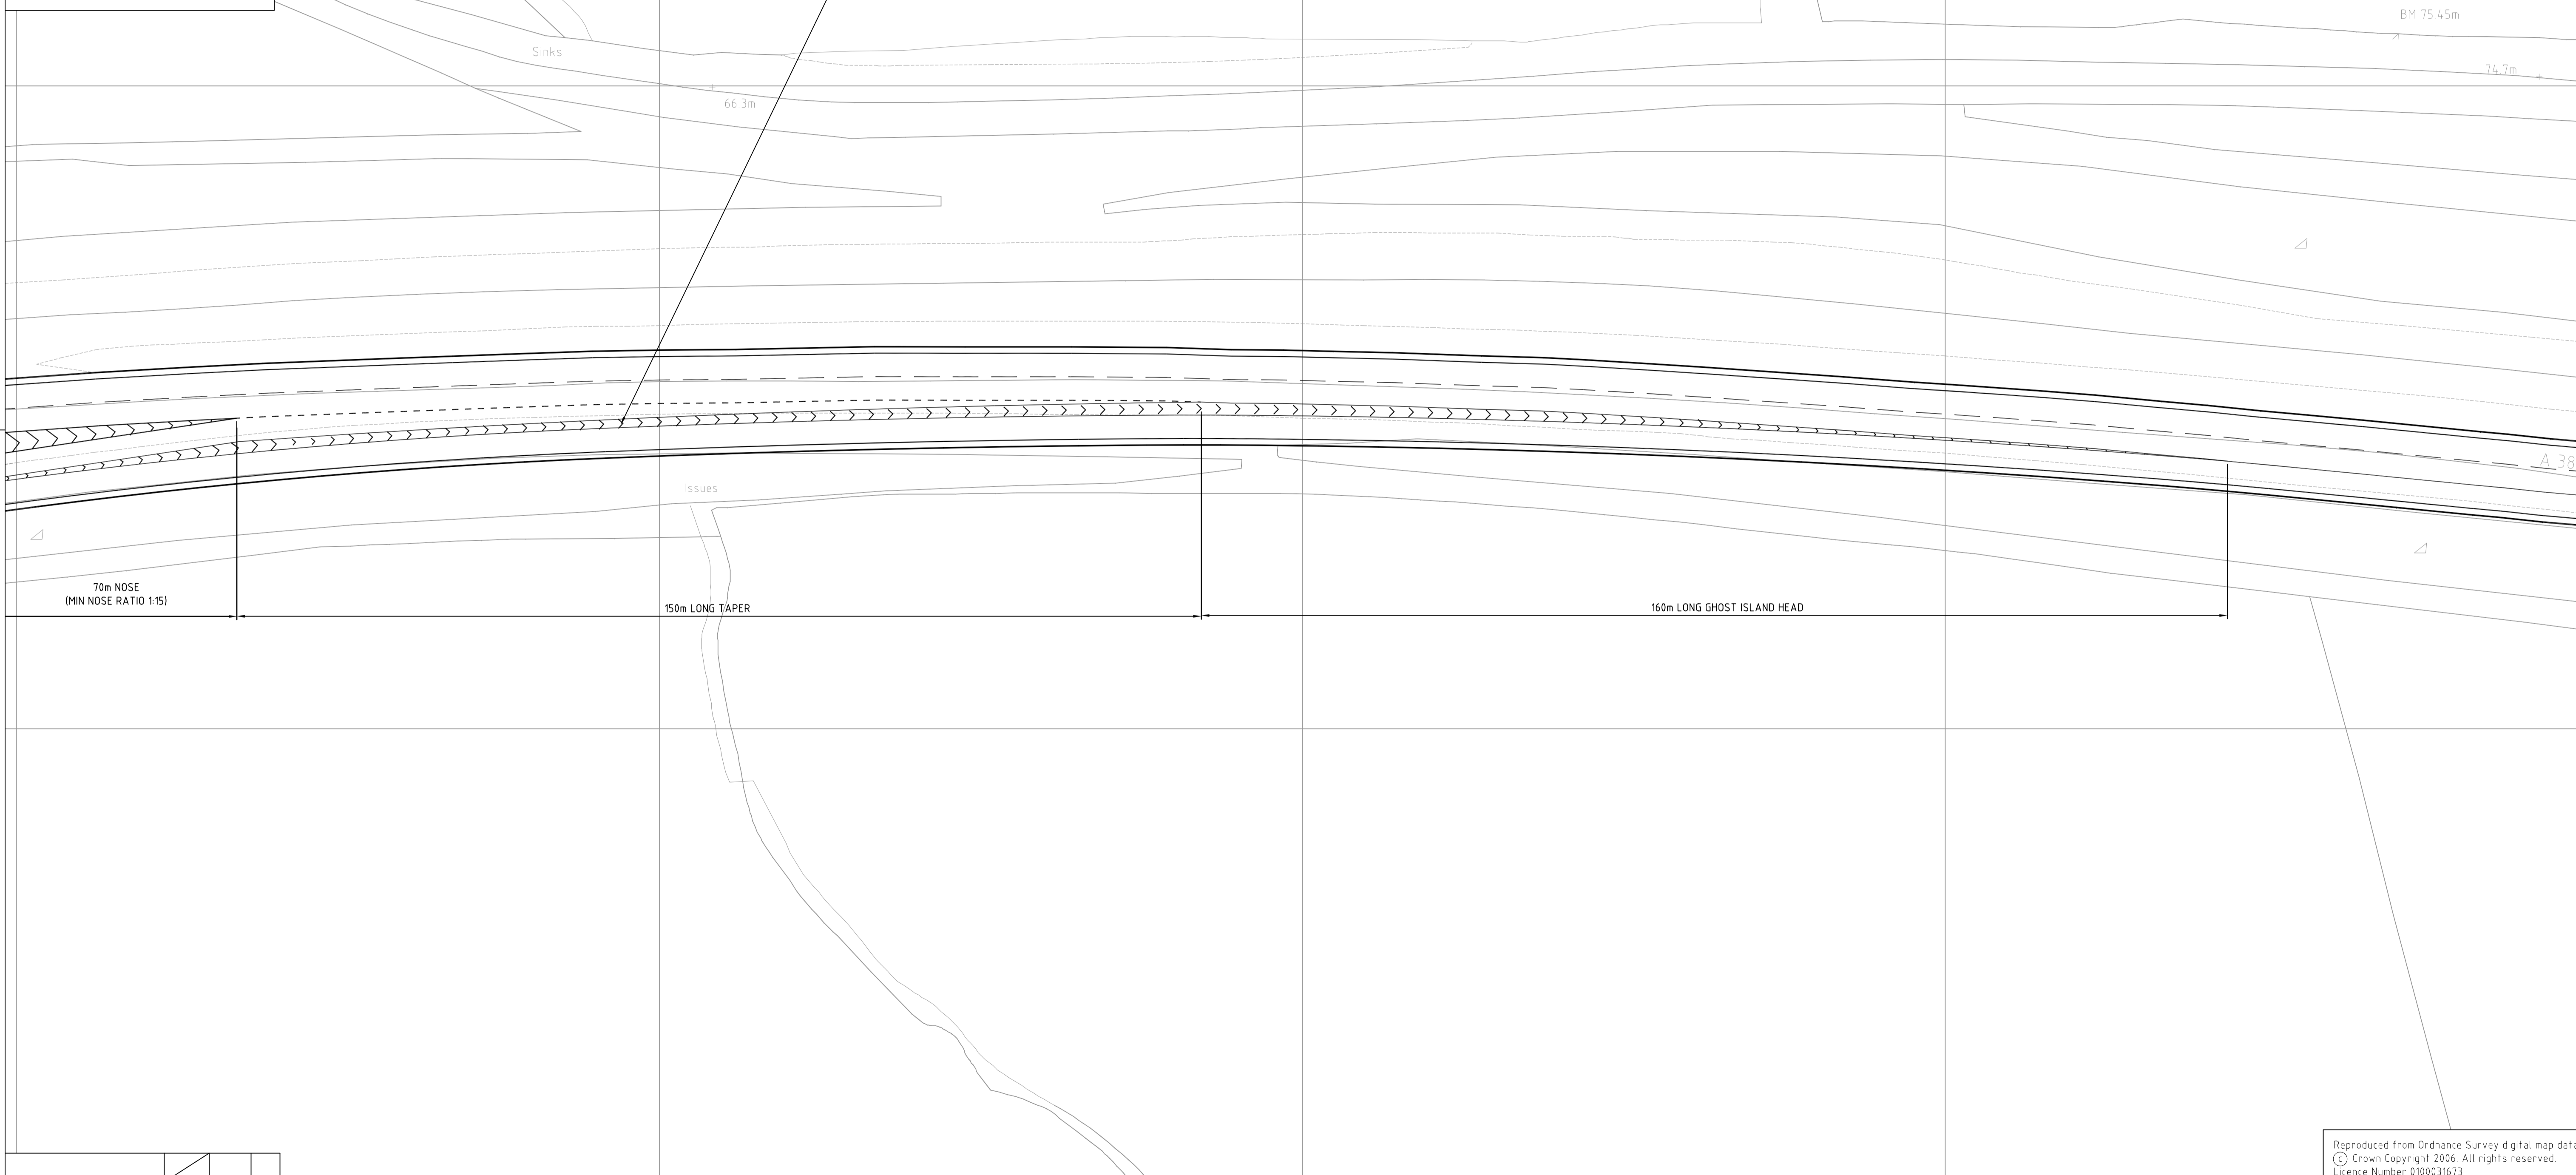 BM 75.45m
Sinks
74.7m
66.3m
A 38
Issues
70m NOSE
(MIN NOSE RATIO 1:15)
150m LONG TAPER
160m LONG GHOST ISLAND HEAD
Reproduced from Ordnance Survey digital map data
© Crown Copyright 2006. All rights reserved.
Licence Number 0100031673